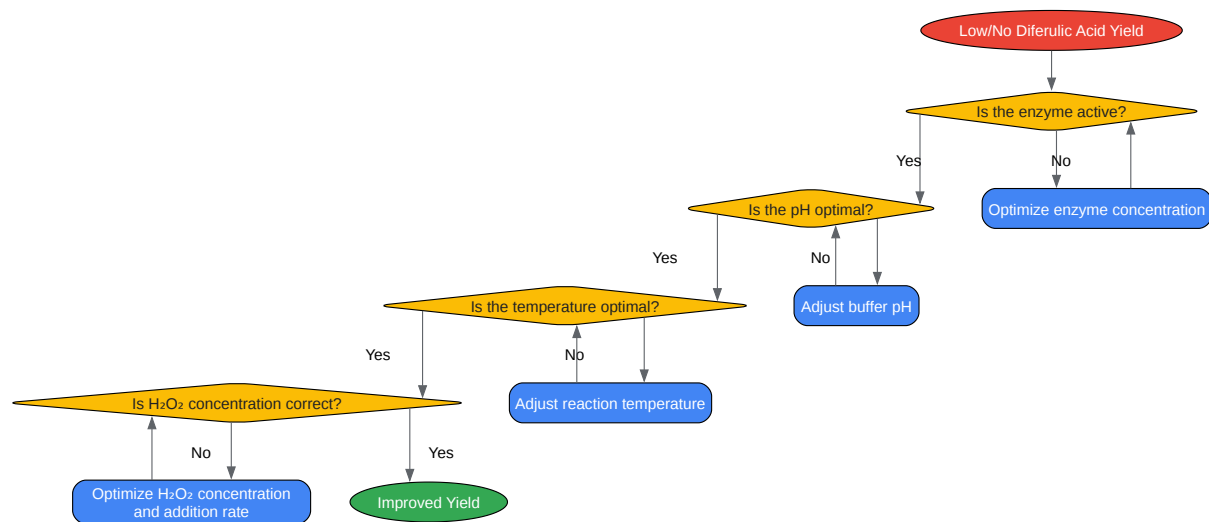 Low/No Diferulic Acid Yield
Is the enzyme active?
Yes
No
Is the pH optimal?
Optimize enzyme concentration
Yes
No
Is the temperature optimal?
Adjust buffer pH
Yes
No
Is H₂O₂ concentration correct?
Adjust reaction temperature
No
Yes
Optimize H₂O₂ concentration
and addition rate
Improved Yield